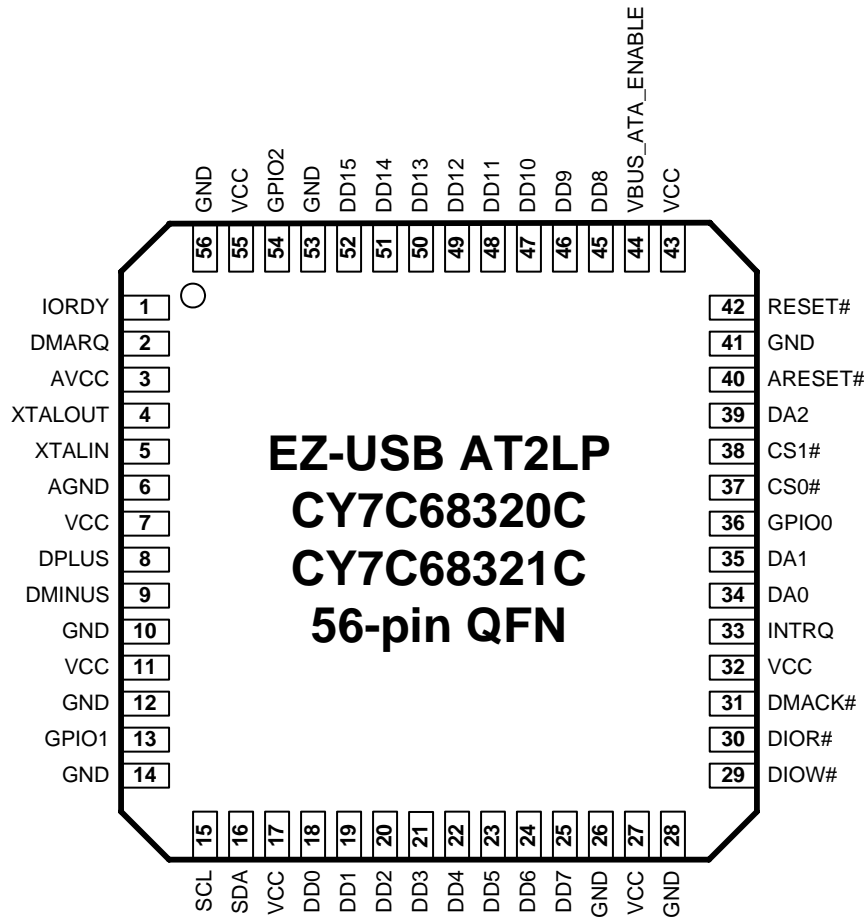 GND VCC GPIO2 GND DD15 DD14 DD13 DD12 DD11 DD10 DD9 DD8 VBUS_ATA_ENABLE VCC
56 55 54 53 52 51 50 49 48 47 46 45 44 43
IORDY 1
DMARQ 2
AVCC 3
XTALOUT 4
XTALIN 5
AGND 6
VCC 7
DPLUS 8
DMINUS 9
GND 10
VCC 11
GND 12
GPIO1 13
GND 14
EZ-USB AT2LP
CY7C68320C
CY7C68321C
56-pin QFN
42 RESET#
41 GND
40 ARESET#
39 DA2
38 CS1#
37 CS0#
36 GPIO0
35 DA1
34 DA0
33 INTRQ
32 VCC
31 DMACK#
30 DIOR#
29 DIOW#
15 16 17 18 19 20 21 22 23 24 25 26 27 28
SCL SDA VCC DD0 DD1 DD2 DD3 DD4 DD5 DD6 DD7 GND VCC GND